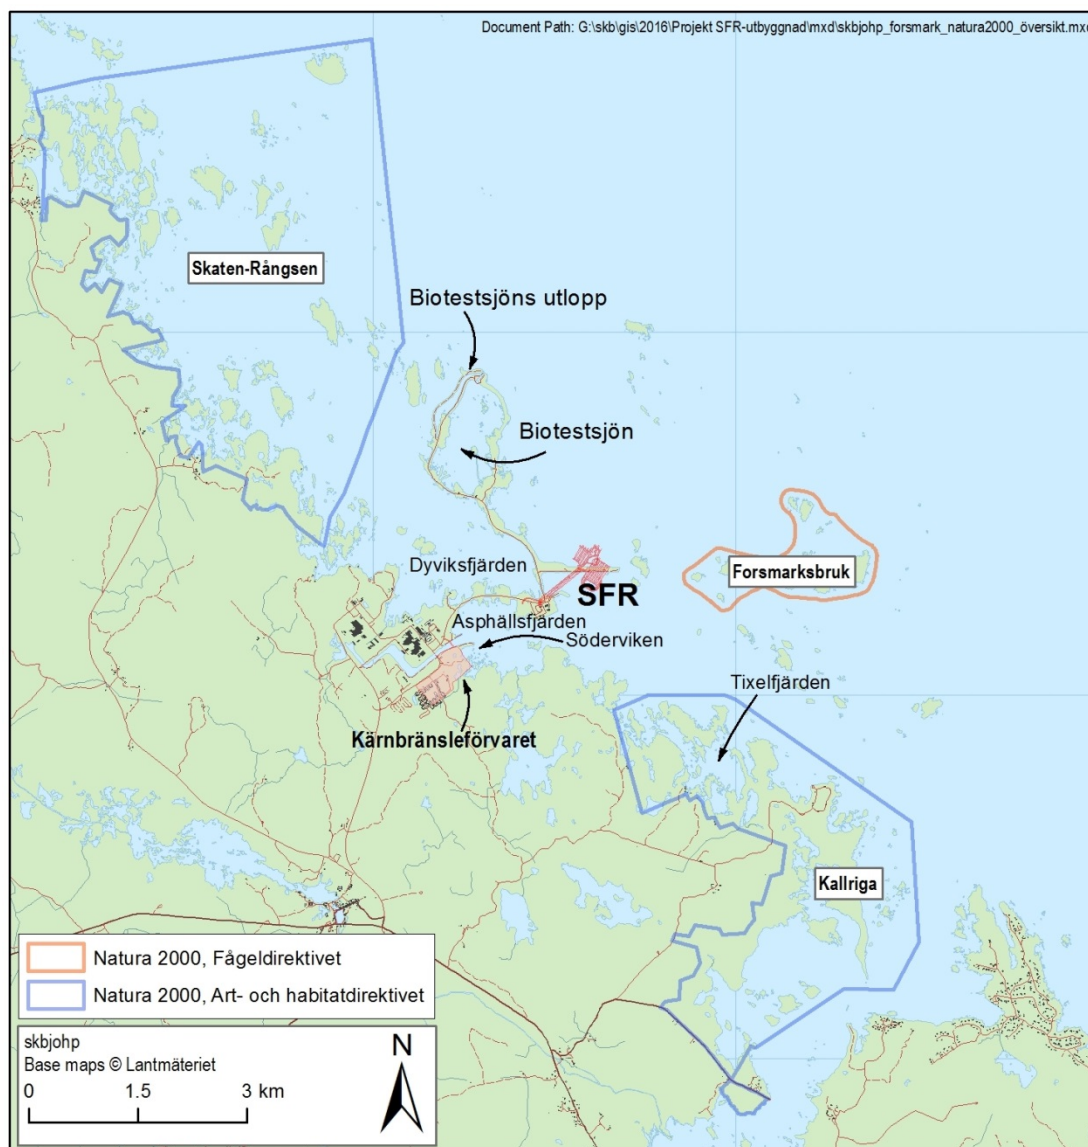 Document Path: G:\skb\gis\2016\Projekt SFR-utbyggnad\mxd\skbjohp_forsmark_natura2000_översikt.mxd
Skaten-Rångsen
Biotestsjöns utlopp
Biotestsjön
Dyviksfjärden
Forsmarksbruk
SFR
Asphällsfjärden
Söderviken
Tixelfjärden
Kärnbränsleförvaret
Kallriga
Natura 2000, Fågeldirektivet
Natura 2000, Art- och habitatdirektivet
skbjohp
Base maps © Lantmäteriet
N
0 1.5 3 km